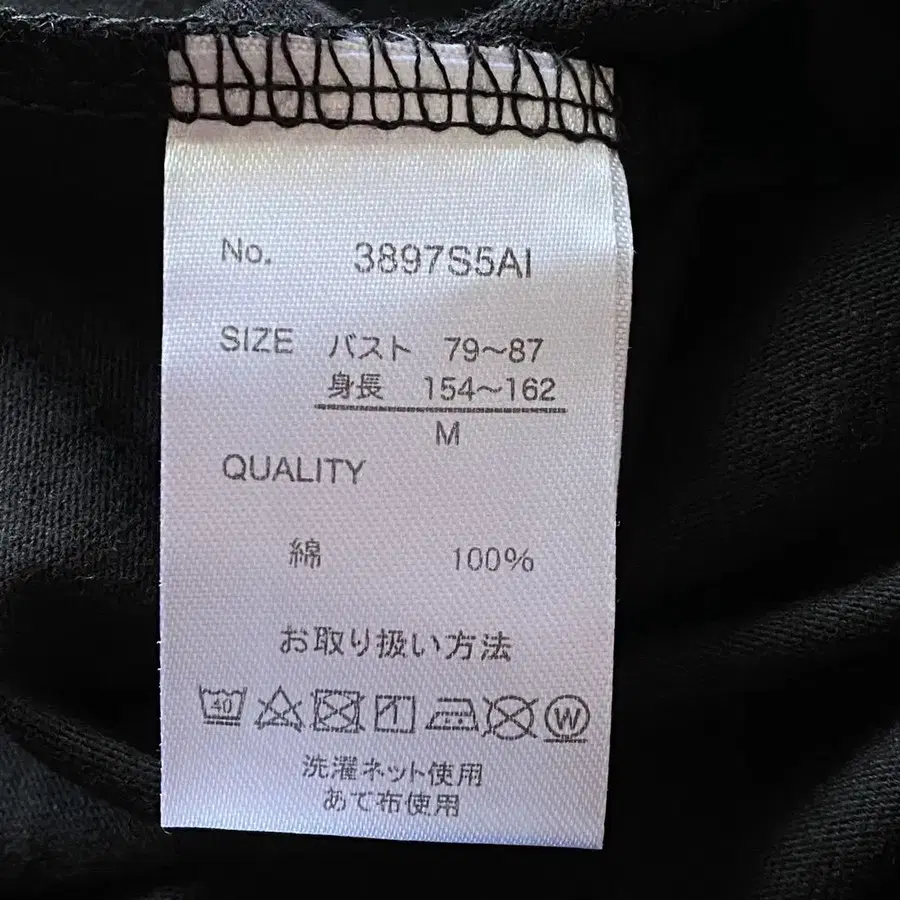 No. 3897S5AI
SIZE バスト 79～87
身長 154～162
M
QUALITY
綿 100%
お取り扱い方法
40 W
洗濯ネット使用
あて布使用